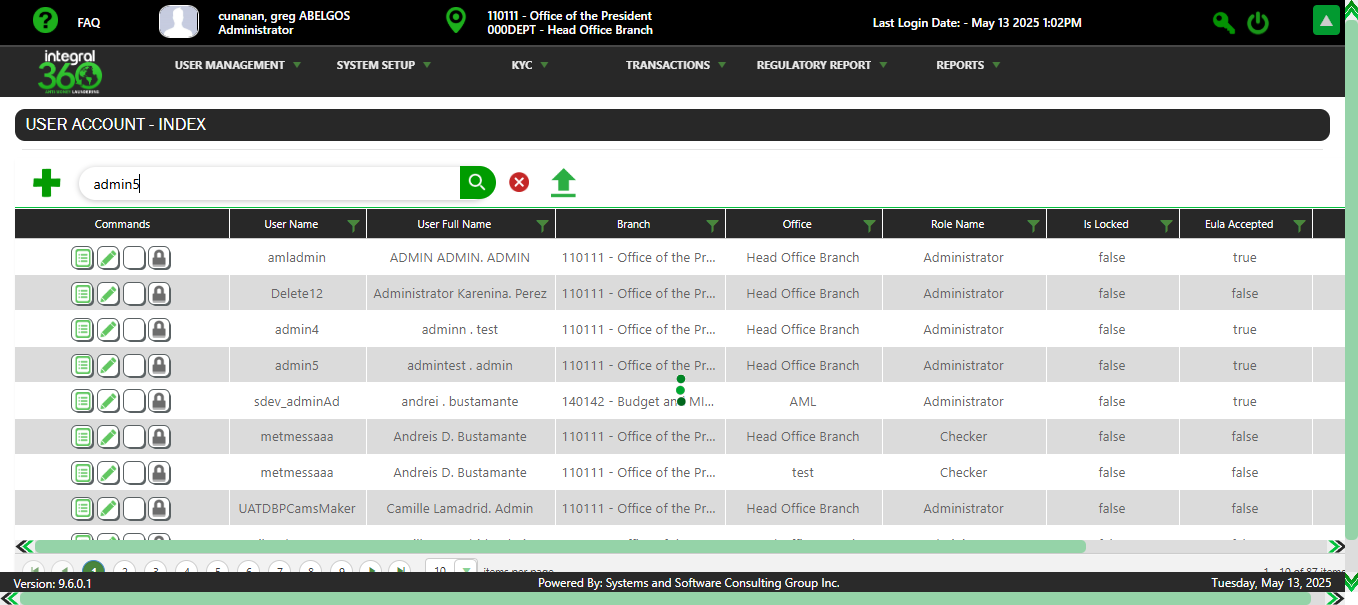 ?
FAQ
cunanan, greg ABELGOS
Administrator
110111 - Office of the President
000DEPT - Head Office Branch
Last Login Date: - May 13 2025 1:02PM
integral
360
USER MANAGEMENT
SYSTEM SETUP
KYC
TRANSACTIONS
REGULATORY REPORT
REPORTS
USER ACCOUNT - INDEX
admin5
Commands User Name User Full Name Branch Office Role Name Is Locked Eula Accepted
amladmin ADMIN ADMIN. ADMIN 110111 - Office of the Pr... Head Office Branch Administrator false true
Delete12 Administrator Karenina. Perez 110111 - Office of the Pr... Head Office Branch Administrator false false
admin4 adminn . test 110111 - Office of the Pr... Head Office Branch Administrator false true
admin5 admintest . admin 110111 - Office of the Pr... Head Office Branch Administrator false true
sdev_adminAd andrei . bustamante 140142 - Budget and MI... AML Administrator false true
metmessaaa Andreis D. Bustamante 110111 - Office of the Pr... Head Office Branch Checker false false
metmessaaa Andreis D. Bustamante 110111 - Office of the Pr... test Checker false false
UATDBPCamsMaker Camille Lamadrid. Admin 110111 - Office of the Pr... Head Office Branch Administrator false false
1 2 3 4 5 6 7 8 9 10 items per page 1 - 10 of 87 items
Version: 9.6.0.1 Powered By: Systems and Software Consulting Group Inc. Tuesday, May 13, 2025